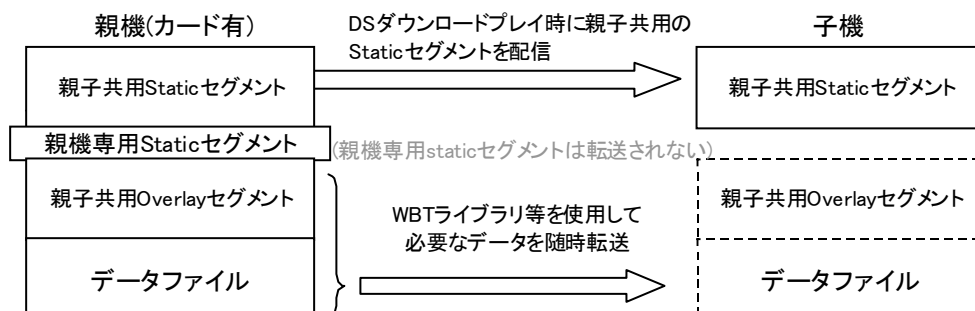 親機(カード有)
DSダウンロードプレイ時に親子共用の
Staticセグメントを配信
子機
親子共用Staticセグメント
親子共用Staticセグメント
親機専用Staticセグメント
(親機専用staticセグメントは転送されない)
親子共用Overlayセグメント
親子共用Overlayセグメント
WBTライブラリ等を使用して
必要なデータを随時転送
データファイル
データファイル